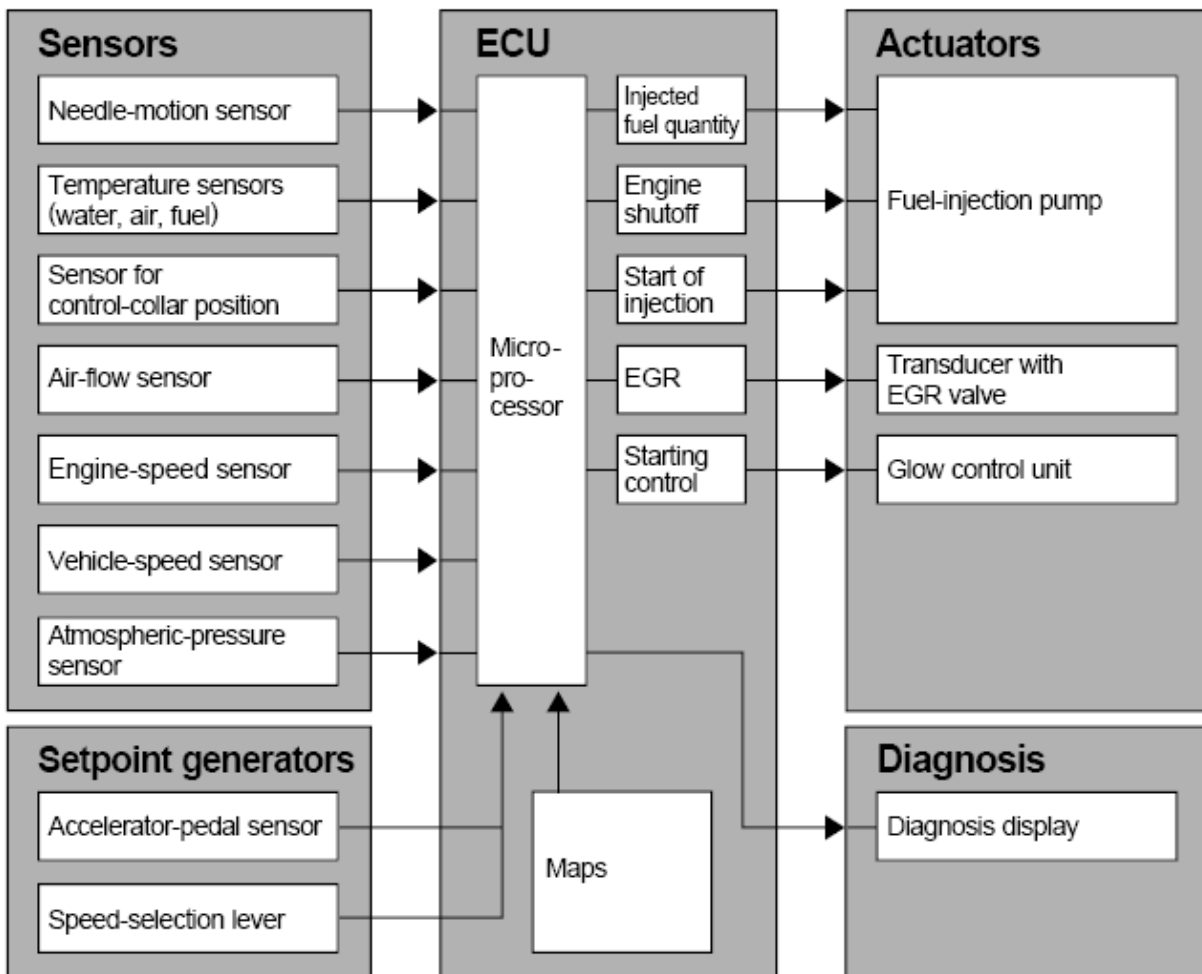 Sensors
Needle-motion sensor
Temperature sensors
(water, air, fuel)
Sensor for
control-collar position
Air-flow sensor
Engine-speed sensor
Vehicle-speed sensor
Atmospheric-pressure
sensor
Setpoint generators
Accelerator-pedal sensor
Speed-selection lever
ECU
Micro-
pro-
cessor
Injected
fuel quantity
Engine
shutoff
Start of
injection
EGR
Starting
control
Maps
Actuators
Fuel-injection pump
Transducer with
EGR valve
Glow control unit
Diagnosis
Diagnosis display